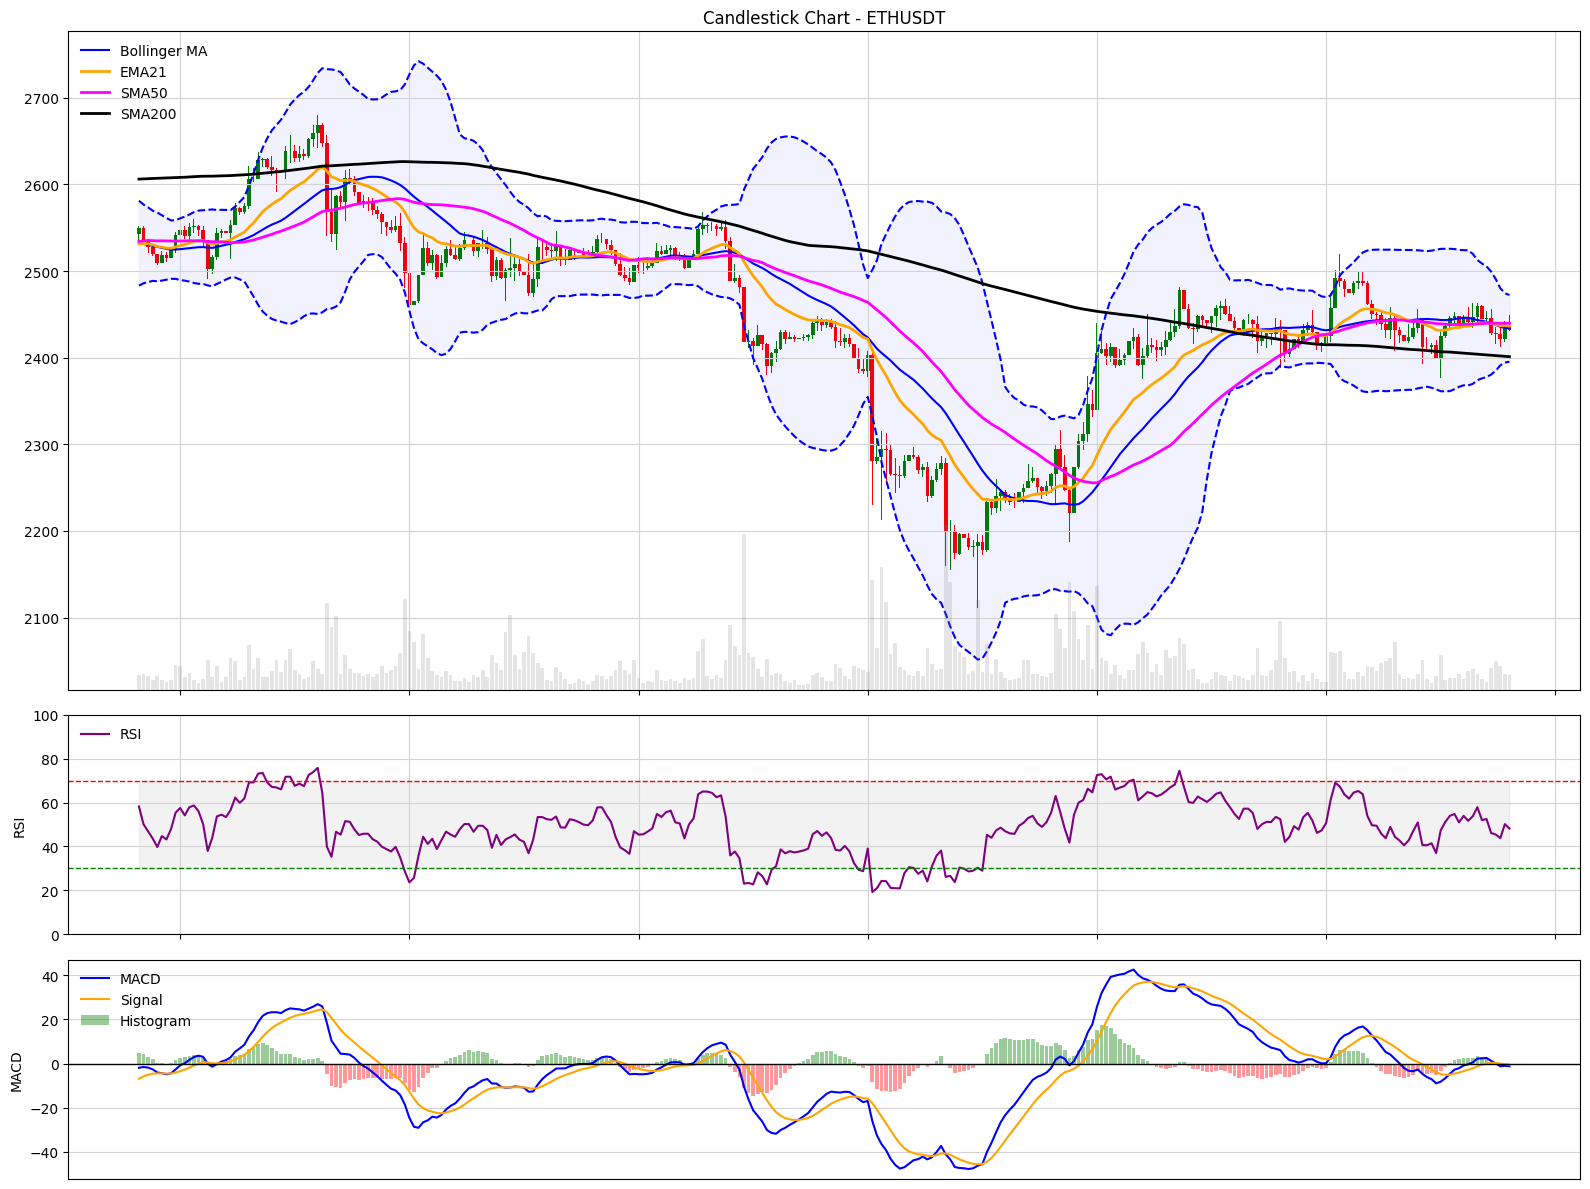 Candlestick Chart - ETHUSDT
Bollinger MA
EMA21
SMA50
SMA200
2700
2600
2500
2400
2300
2200
2100
RSI
100
80
60
40
20
0
RSI
MACD
Signal
Histogram
40
20
0
−20
−40
MACD